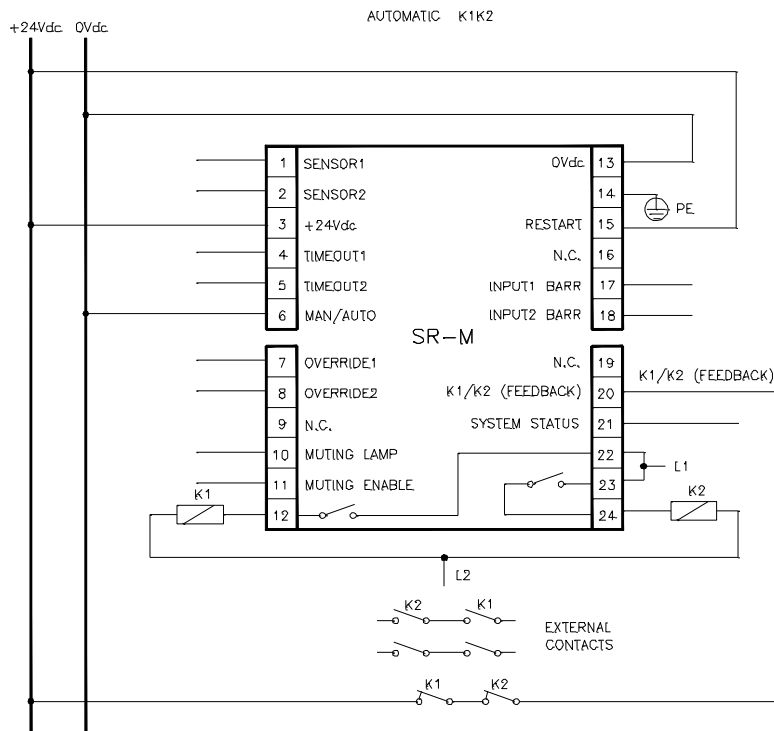 AUTOMATIC K1K2
+24Vdc 0Vdc
1 SENSOR1
2 SENSOR2
3 +24Vdc
4 TIMEOUT1
5 TIMEOUT2
6 MAN/AUTO
0Vdc 13
14
PE
RESTART 15
N.C. 16
INPUT1 BARR 17
INPUT2 BARR 18
SR-M
7 OVERRIDE1
8 OVERRIDE2
9 N.C.
10 MUTING LAMP
11 MUTING ENABLE
12
N.C. 19
K1/K2 (FEEDBACK) 20
K1/K2 (FEEDBACK)
SYSTEM STATUS 21
22
L1
23
24
K1
K2
L2
K2 K1
EXTERNAL
CONTACTS
K1 K2